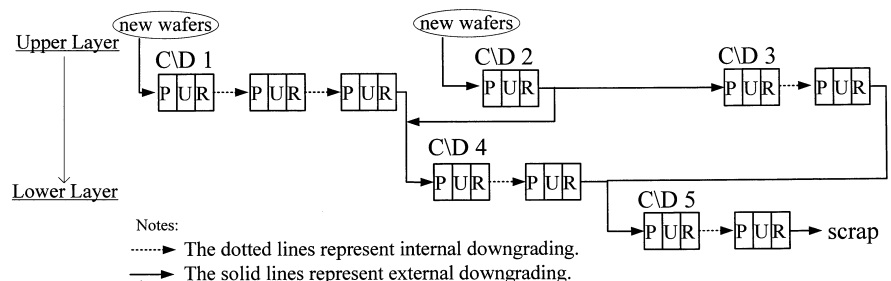 new wafers
new wafers
Upper Layer
C\D 1
C\D 2
C\D 3
P U R
P U R
P U R
P U R
P U R
P U R
C\D 4
P U R
P U R
Lower Layer
C\D 5
P U R
P U R
scrap
Notes:
The dotted lines represent internal downgrading.
The solid lines represent external downgrading.